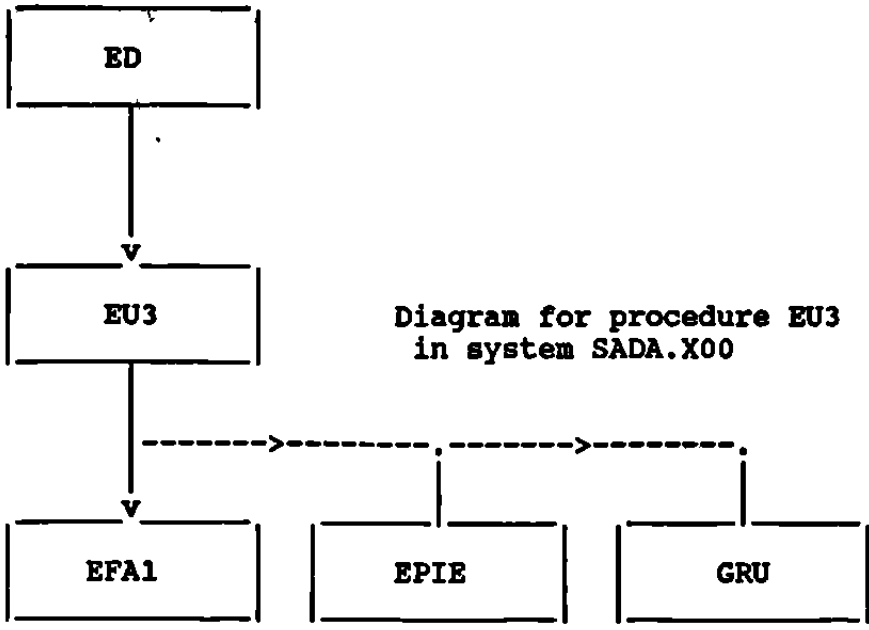 ED
EU3
Diagram for procedure EU3
in system SADA.X00
EFA1
EPIE
GRU